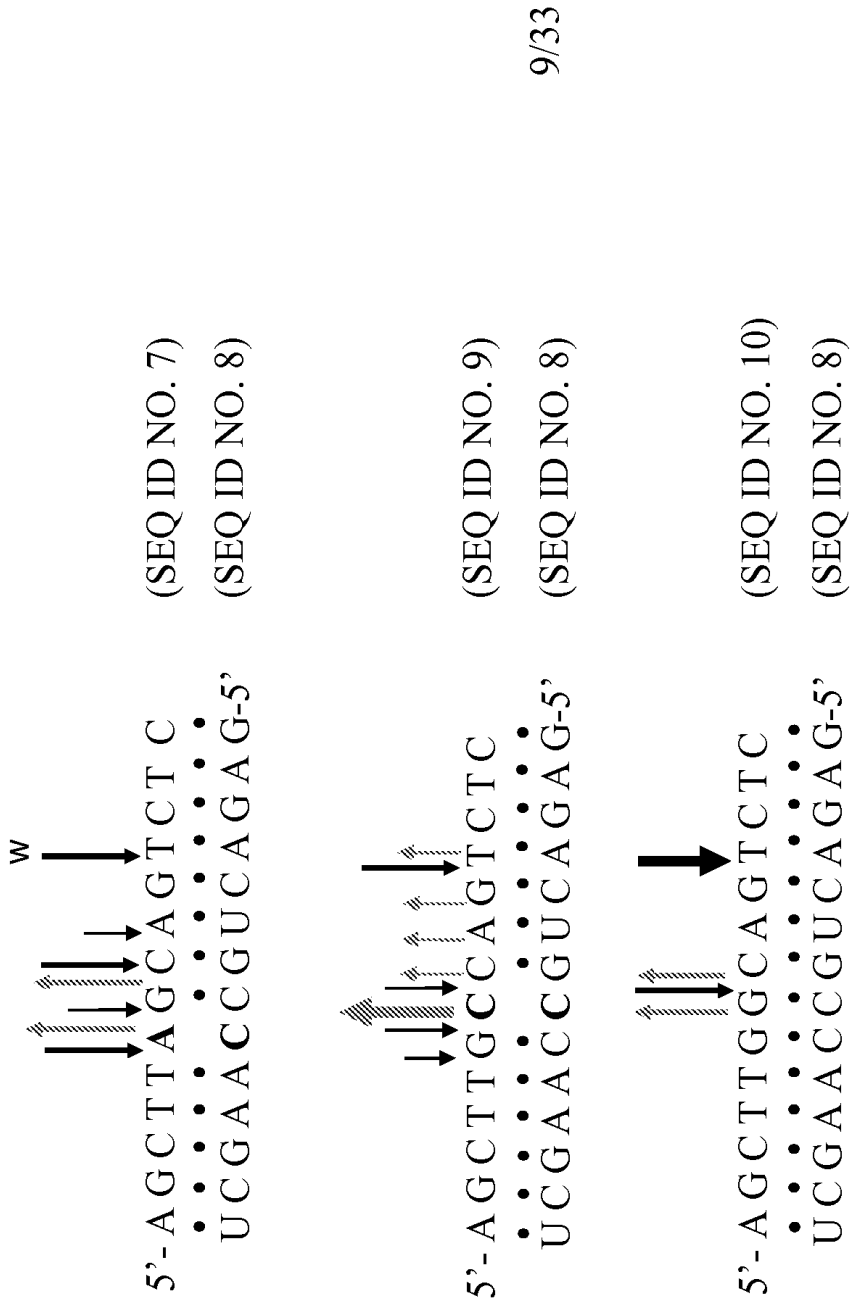 w
5'- A G C T T A G C A G T C T C (SEQ ID NO. 7)
U C G A A C C G U C A G A G-5' (SEQ ID NO. 8)
5'- A G C T T G C C A G T C T C (SEQ ID NO. 9)
U C G A A C C G U C A G A G-5' (SEQ ID NO. 8)
5'- A G C T T G G C A G T C T C (SEQ ID NO. 10)
U C G A A C C G U C A G A G-5' (SEQ ID NO. 8)
9/33